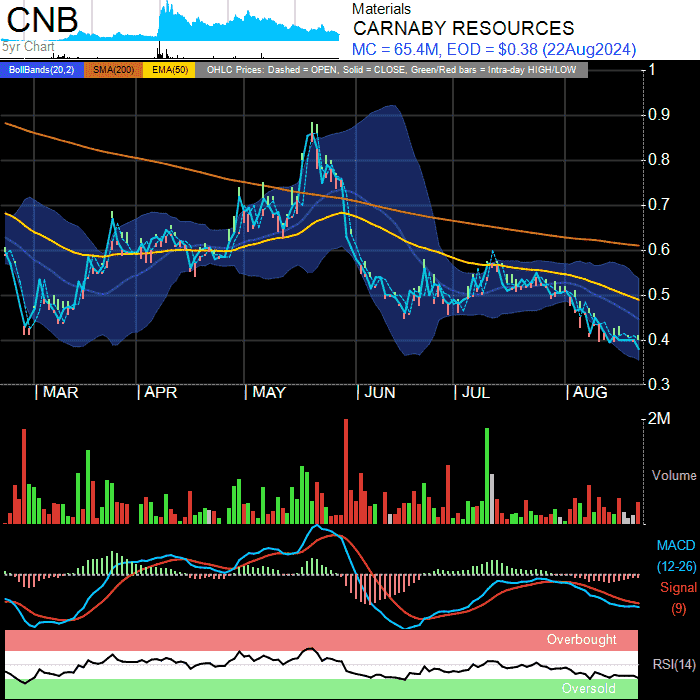 CNB
5yr Chart
Materials
CARNABY RESOURCES
MC = 65.4M, EOD = $0.38 (22Aug2024)
BollBands(20,2) SMA(200) EMA(50) OHLC Prices: Dashed = OPEN, Solid = CLOSE, Green/Red bars = Intra-day HIGH/LOW
1
0.9
0.8
0.7
0.6
0.5
0.4
0.3
| MAR | APR | MAY | JUN | JUL | AUG
2M
Volume
MACD
(12-26)
Signal
(9)
Overbought
RSI(14)
Oversold